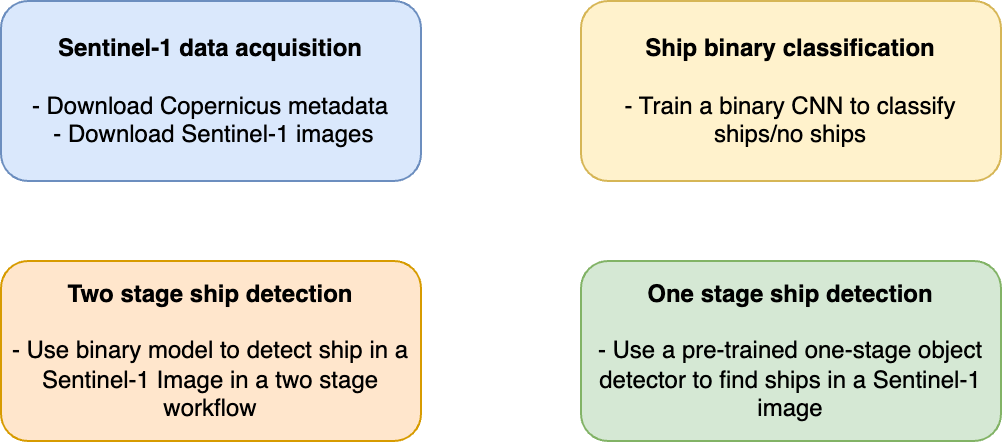 Sentinel-1 data acquisition
- Download Copernicus metadata
- Download Sentinel-1 images
Ship binary classification
- Train a binary CNN to classify
ships/no ships
Two stage ship detection
- Use binary model to detect ship in a
Sentinel-1 Image in a two stage
workflow
One stage ship detection
- Use a pre-trained one-stage object
detector to find ships in a Sentinel-1
image